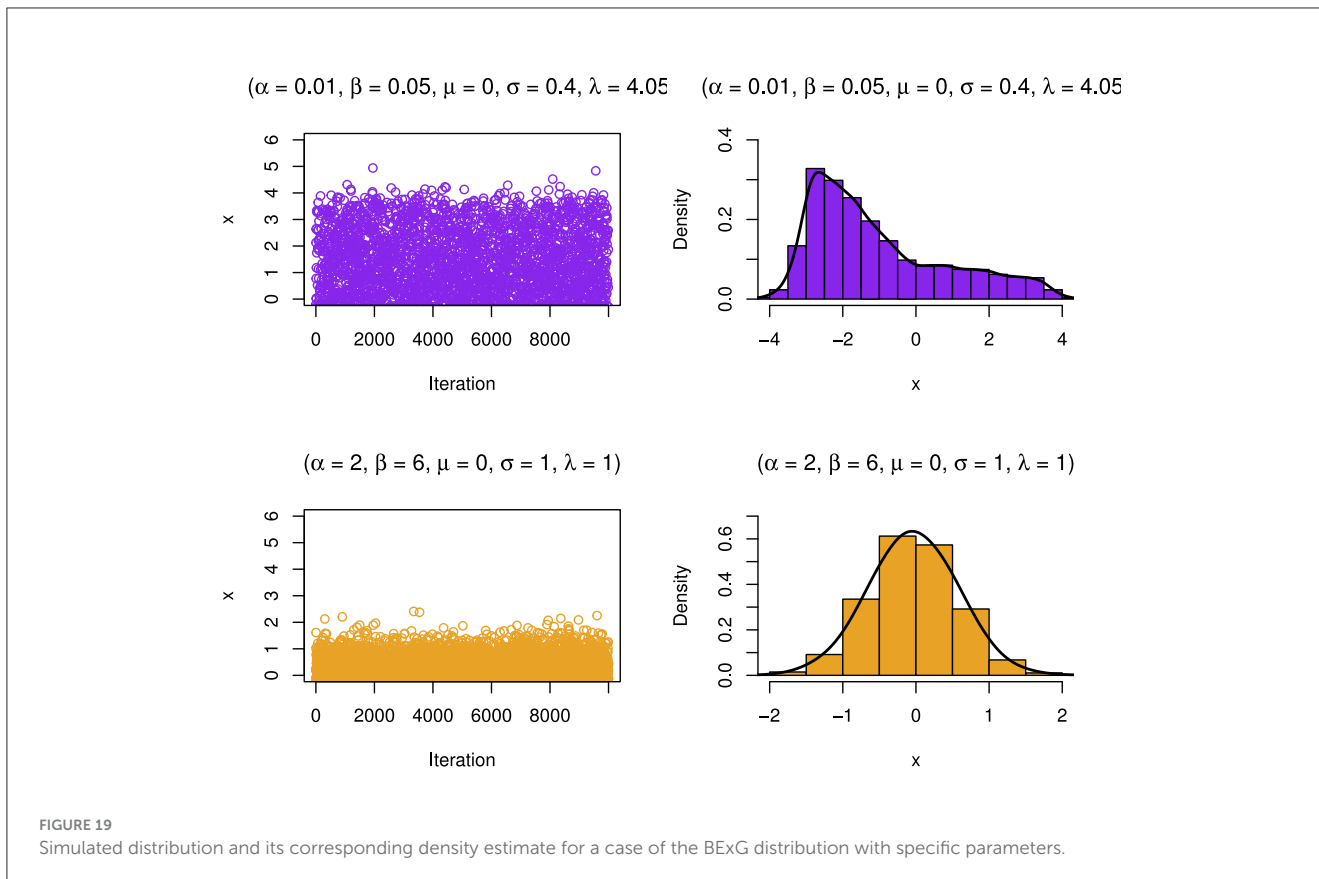 (α = 0.01, β = 0.05, μ = 0, σ = 0.4, λ = 4.05
(α = 0.01, β = 0.05, μ = 0, σ = 0.4, λ = 4.05
6
5
4
3
2
1
0
x
0 2000 4000 6000 8000
Iteration
0.4
0.2
0.0
Density
−4 −2 0 2 4
x
(α = 2, β = 6, μ = 0, σ = 1, λ = 1)
(α = 2, β = 6, μ = 0, σ = 1, λ = 1)
6
5
4
3
2
1
0
x
0 2000 4000 6000 8000
Iteration
0.6
0.4
0.2
0.0
Density
−2 −1 0 1 2
x
FIGURE 19
Simulated distribution and its corresponding density estimate for a case of the BExG distribution with specific parameters.